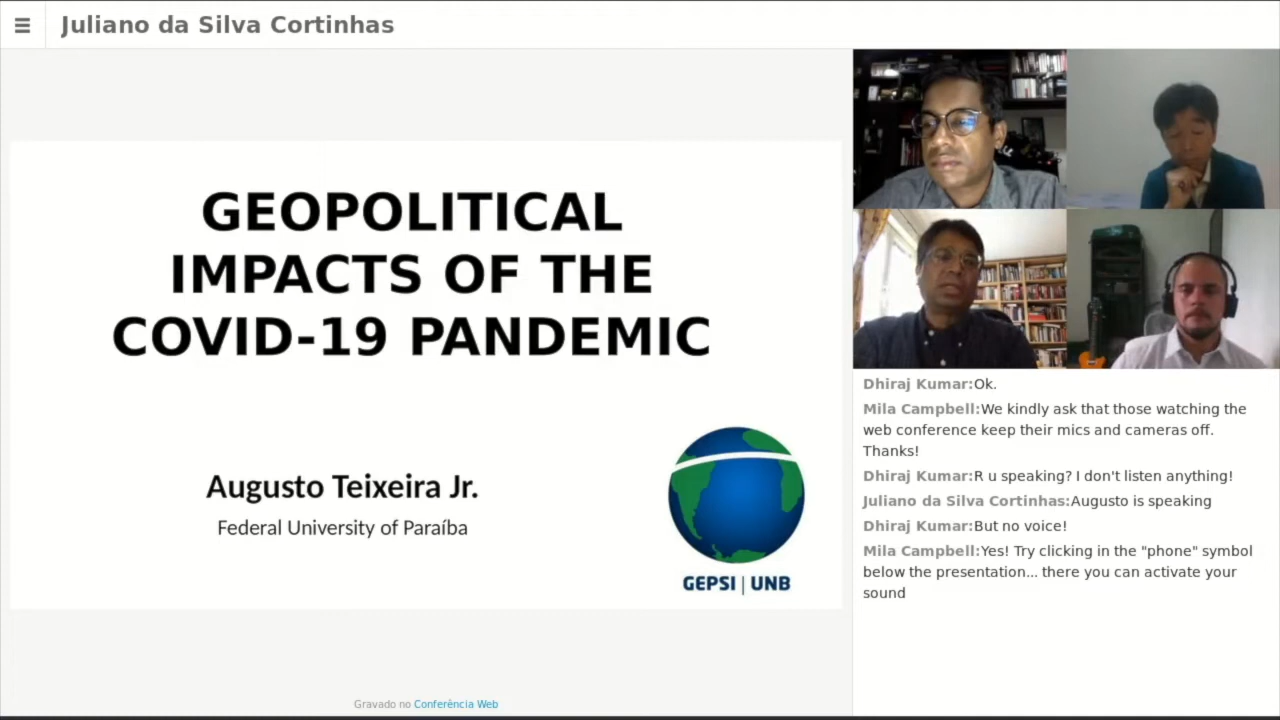 Juliano da Silva Cortinhas
GEOPOLITICAL
IMPACTS OF THE
COVID-19 PANDEMIC
Augusto Teixeira Jr.
Federal University of Paraíba
GEPSI | UNB
Gravado no Conferência Web
Dhiraj Kumar:Ok.
Mila Campbell:We kindly ask that those watching the
web conference keep their mics and cameras off.
Thanks!
Dhiraj Kumar:R u speaking? I don't listen anything!
Juliano da Silva Cortinhas:Augusto is speaking
Dhiraj Kumar:But no voice!
Mila Campbell:Yes! Try clicking in the "phone" symbol
below the presentation... there you can activate your
sound